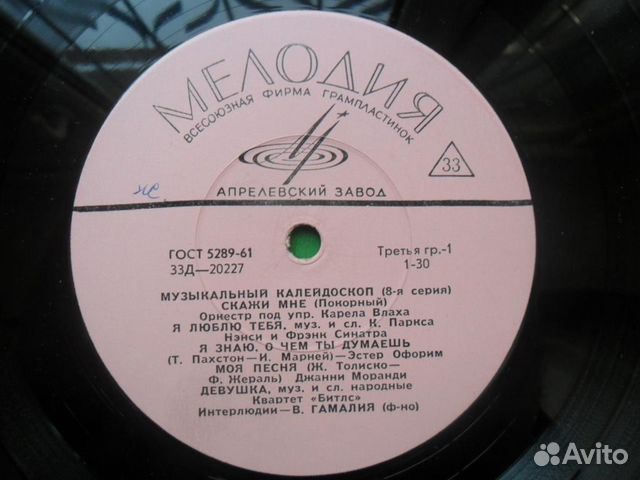 МЕЛОДИЯ
ВСЕСОЮЗНАЯ ФИРМА ГРАМПЛАСТИНОК
33
АПРЕЛЕВСКИЙ ЗАВОД
ГОСТ 5289-61
Третья гр.-1
33Д—20227
1-30
МУЗЫКАЛЬНЫЙ КАЛЕЙДОСКОП (8-я серия)
СКАЖИ МНЕ (Покорный)
Оркестр под упр. Карела Влаха
Я ЛЮБЛЮ ТЕБЯ, муз. и сл. К. Паркса
Нэнси и Фрэнк Синатра
Я ЗНАЮ, О ЧЕМ ТЫ ДУМАЕШЬ
(Т. Пахстон—И. Марней)—Эстер Офорим
МОЯ ПЕСНЯ (Ж. Толиско—
Ф. Жераль) Джанни Моранди
ДЕВУШКА, муз. и сл. народные
Квартет «Битлс»
Интерлюдии—В. ГАМАЛИЯ (ф-но)
Avito